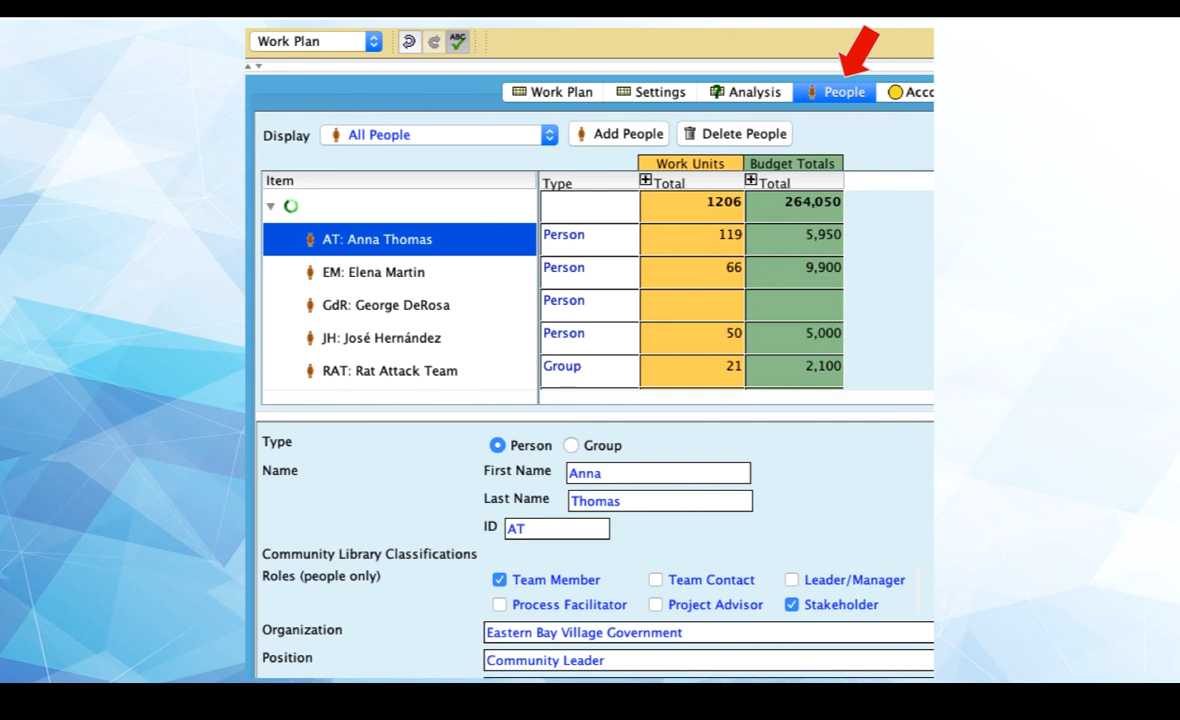 Work Plan
ABC
Work Plan Settings Analysis People Acco
Display All People Add People Delete People
Work Units Budget Totals
Item Type Total Total
1206 264,050
AT: Anna Thomas Person 119 5,950
EM: Elena Martin Person 66 9,900
GdR: George DeRosa Person
JH: José Hernández Person 50 5,000
RAT: Rat Attack Team Group 21 2,100
Type Person Group
Name First Name Anna
Last Name Thomas
ID AT
Community Library Classifications
Roles (people only) Team Member Team Contact Leader/Manager
Process Facilitator Project Advisor Stakeholder
Organization Eastern Bay Village Government
Position Community Leader